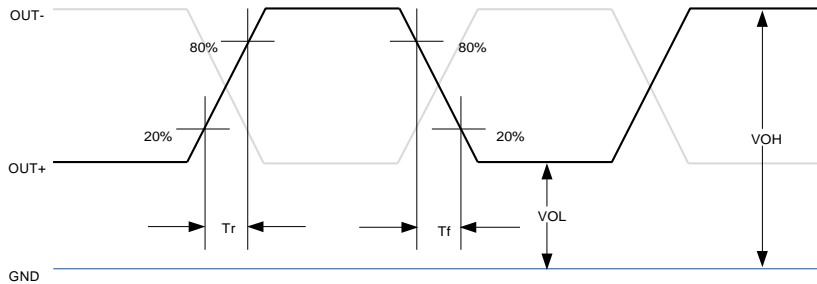 OUT-
80%
80%
20%
20%
VOH
OUT+
VOL
Tr
Tf
GND